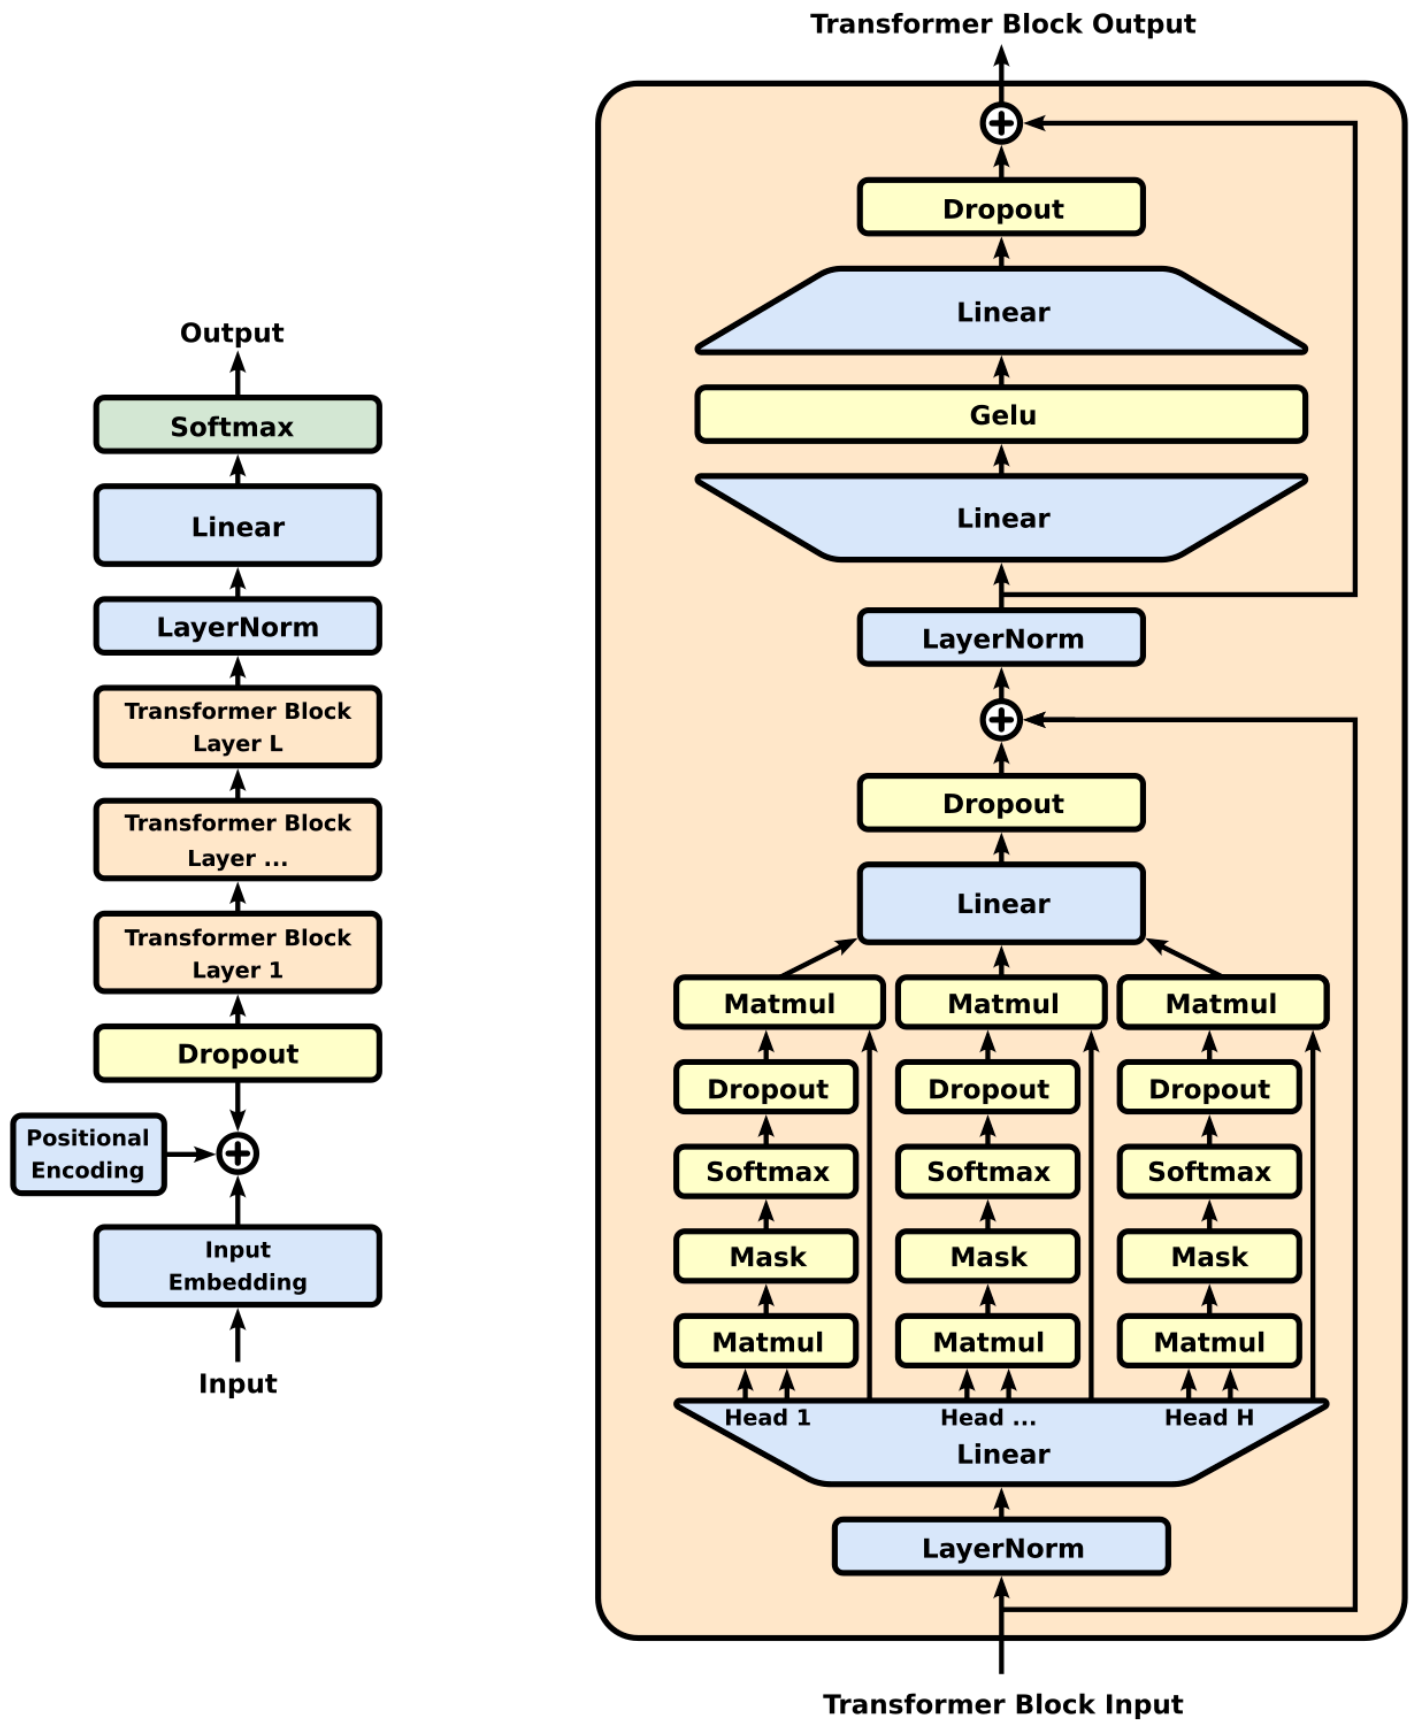 Output
Softmax
Linear
LayerNorm
Transformer Block
Layer L
Transformer Block
Layer ...
Transformer Block
Layer 1
Dropout
Positional
Encoding
Input
Embedding
Input
Transformer Block Output
Dropout
Linear
Gelu
Linear
LayerNorm
Dropout
Linear
Matmul Matmul Matmul
Dropout Dropout Dropout
Softmax Softmax Softmax
Mask Mask Mask
Matmul Matmul Matmul
Head 1 Head ... Head H
Linear
LayerNorm
Transformer Block Input